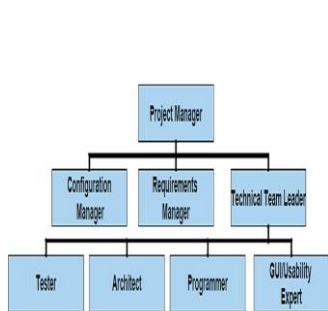 Project Manager
Configuration
Manager
Requirements
Manager
Technical Team Leader
Tester
Architect
Programmer
GUI/Usability
Expert